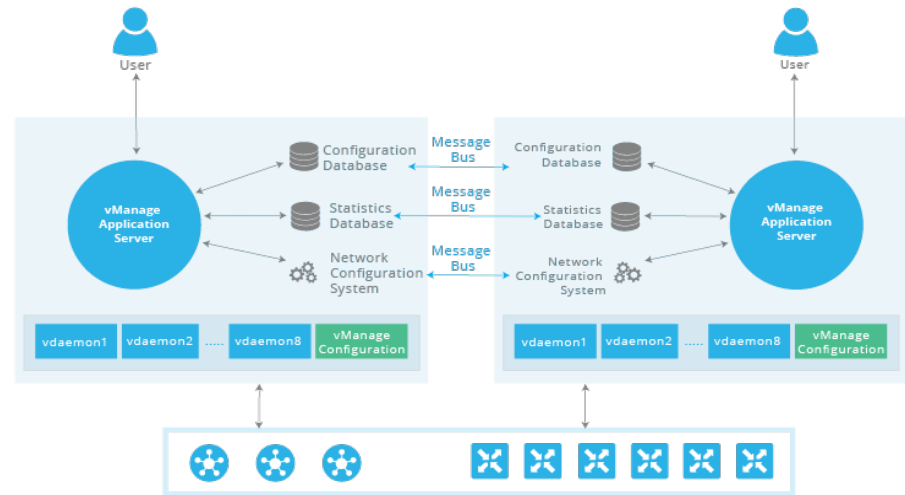 User
User
vManage
Application
Server
Configuration
Database
Statistics
Database
Network
Configuration
System
Message
Bus
Message
Bus
Message
Bus
Configuration
Database
Statistics
Database
Network
Configuration
System
vManage
Application
Server
vdaemon1
vdaemon2
.....
vdaemon8
vManage
Configuration
vdaemon1
vdaemon2
.....
vdaemon8
vManage
Configuration